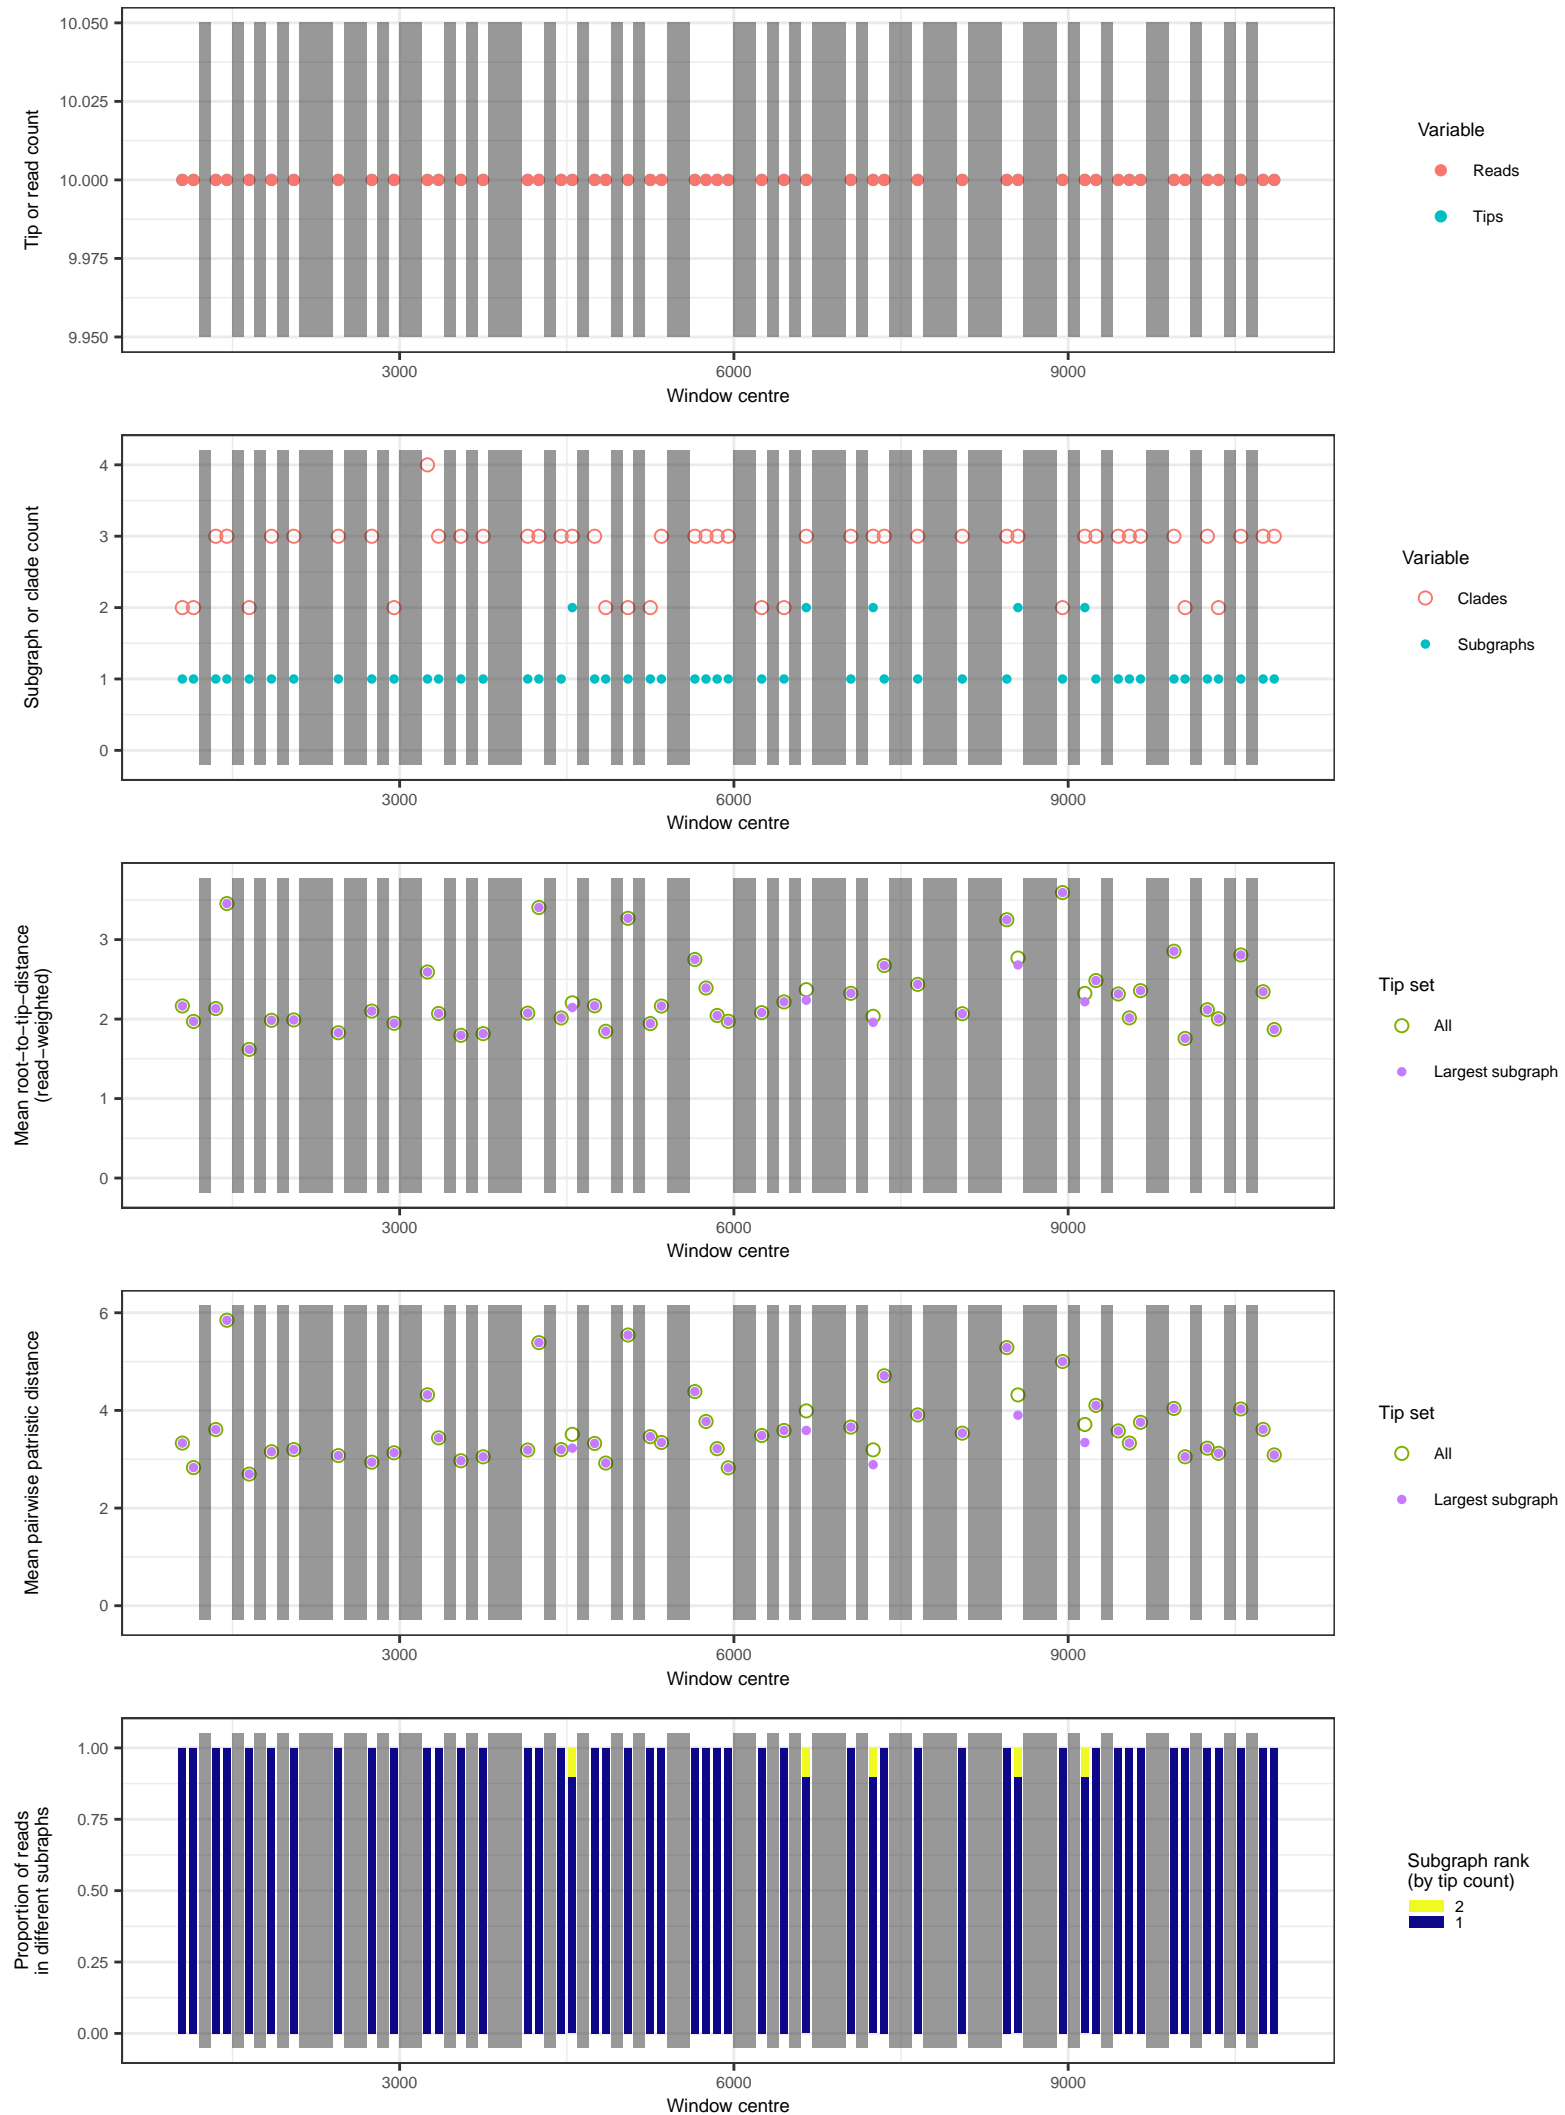 10.050
10.025
10.000
9.975
9.950
Tip or read count
3000
6000
9000
Window centre
Variable
Reads
Tips
4
3
2
1
0
Subgraph or clade count
3000
6000
9000
Window centre
Variable
Clades
Subgraphs
3
2
1
0
Mean root−to−tip−distance
(read−weighted)
3000
6000
9000
Window centre
Tip set
All
Largest subgraph
6
4
2
0
Mean pairwise patristic distance
3000
6000
9000
Window centre
Tip set
All
Largest subgraph
1.00
0.75
0.50
0.25
0.00
Proportion of reads
in different subraphs
3000
6000
9000
Window centre
Subgraph rank
(by tip count)
2
1